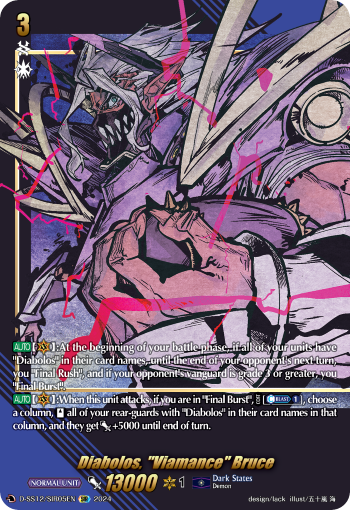 3
AUTO [ ]:At the beginning of your battle phase, if all of your units have
"Diabolos" in their card names, until the end of your opponent's next turn,
you "Final Rush", and if your opponent's vanguard is grade 3 or greater, you
"Final Burst".
AUTO [ ]:When this unit attacks, if you are in "Final Burst", COST [ BLAST 1 ], choose
a column, all of your rear-guards with "Diabolos" in their card names in that
column, and they get +5000 until end of turn.
Diabolos, "Viamance" Bruce
NORMAL UNIT 13000 1 Dark States
Demon
D-SS12/SIR05EN 2024 design/lack illust/五十嵐 海